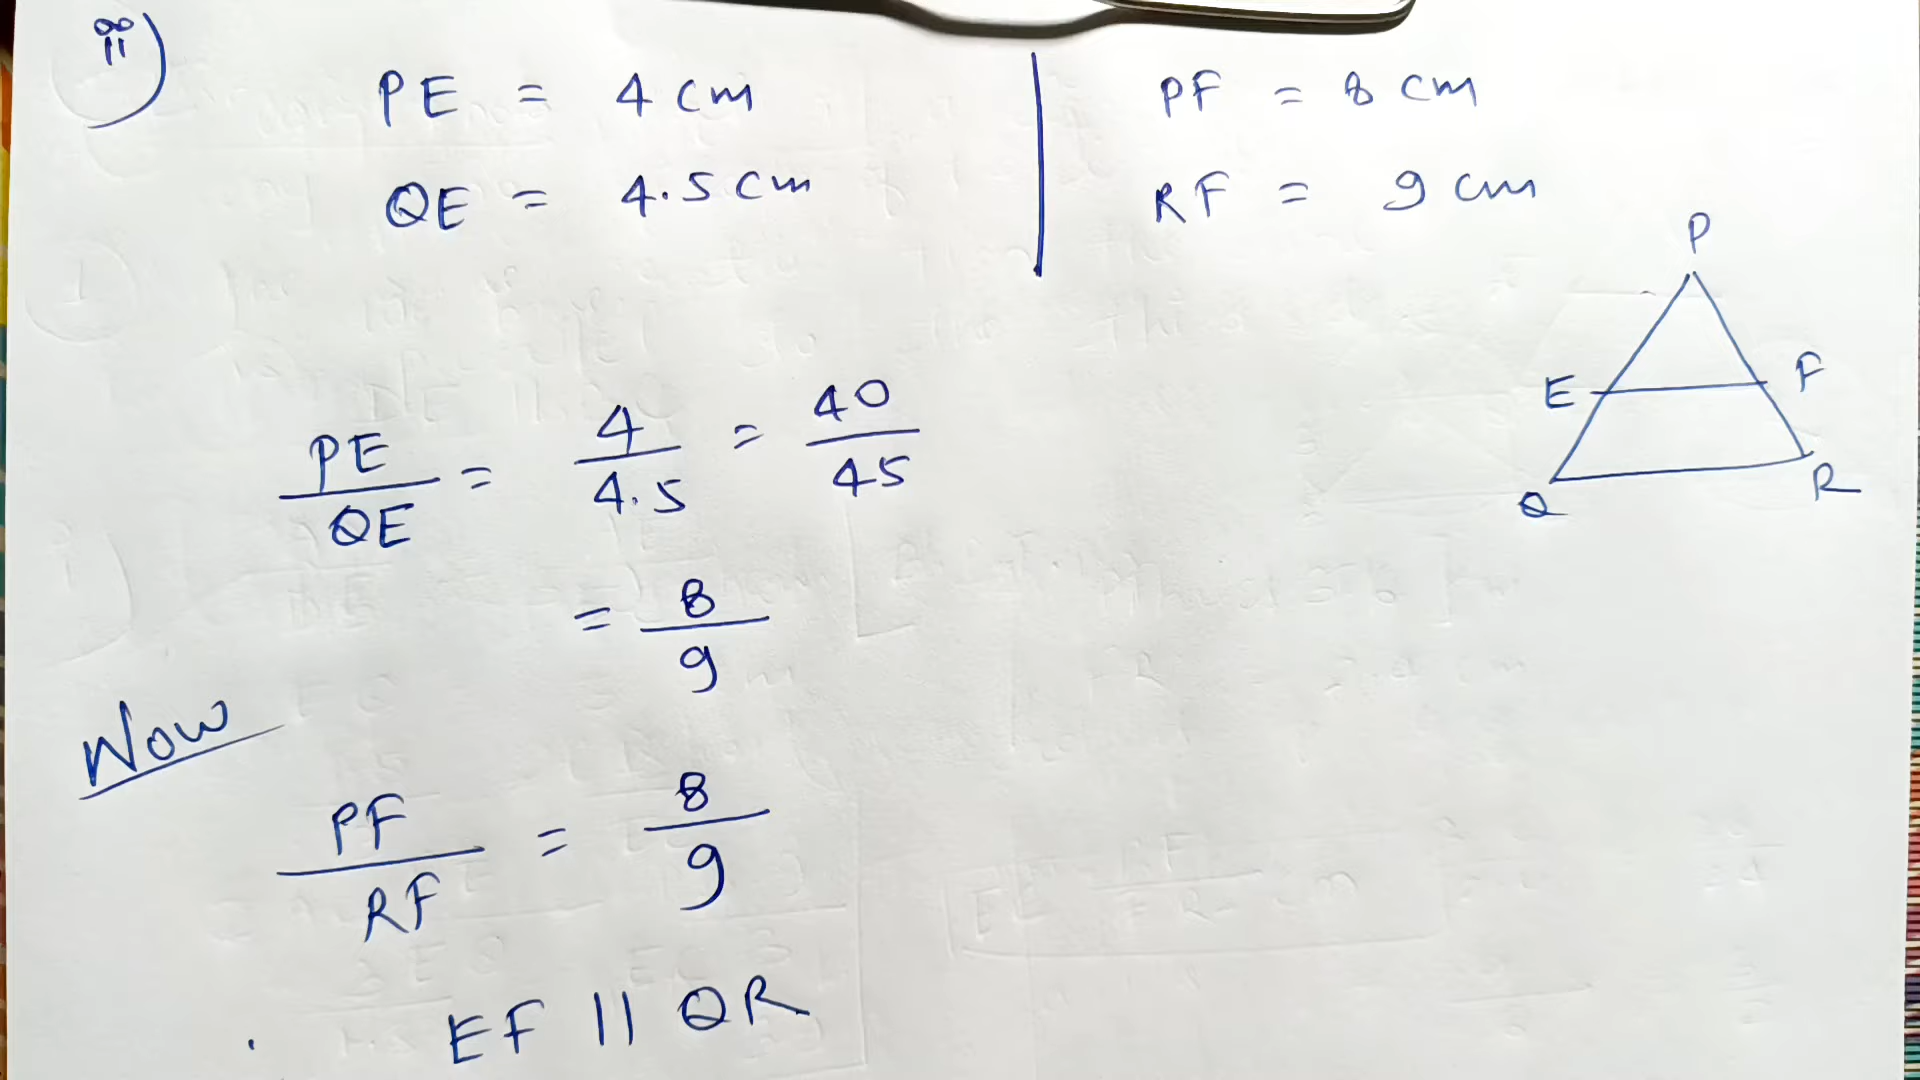 ii)
PE = 4 cm
QE = 4.5 cm
PF = 8 cm
RF = 9 cm
P
E F
Q R
PE/QE = 4/4.5 = 40/45
= 8/9
Now
PF/RF = 8/9
EF || QR